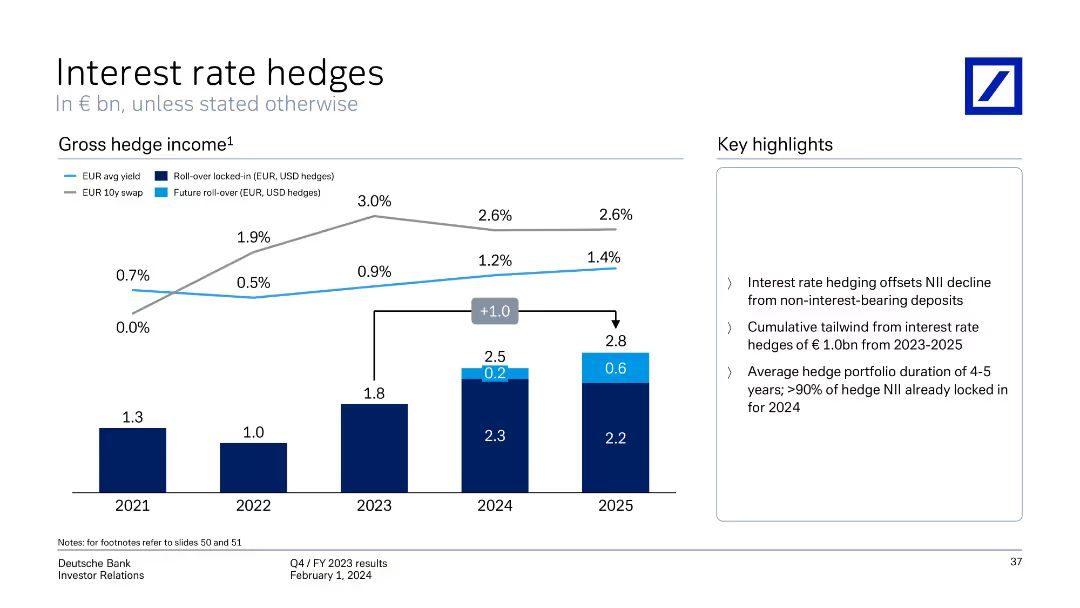 Interest rate hedges
In € bn, unless stated otherwise
Gross hedge income1
EUR avg yield
Roll-over locked-in (EUR, USD hedges)
EUR 10y swap
Future roll-over (EUR, USD hedges)
3.0%
2.6%
2.6%
1.9%
0.7%
0.5%
0.9%
1.2%
1.4%
0.0%
+1.0
2.8
2.5
0.2
0.6
1.8
1.3
1.0
2.3
2.2
2021
2022
2023
2024
2025
Key highlights
〉 Interest rate hedging offsets NII decline
from non-interest-bearing deposits
〉 Cumulative tailwind from interest rate
hedges of € 1.0bn from 2023-2025
〉 Average hedge portfolio duration of 4-5
years; >90% of hedge NII already locked in
for 2024
Notes: for footnotes refer to slides 50 and 51
Deutsche Bank
Investor Relations
Q4 / FY 2023 results
February 1, 2024
37